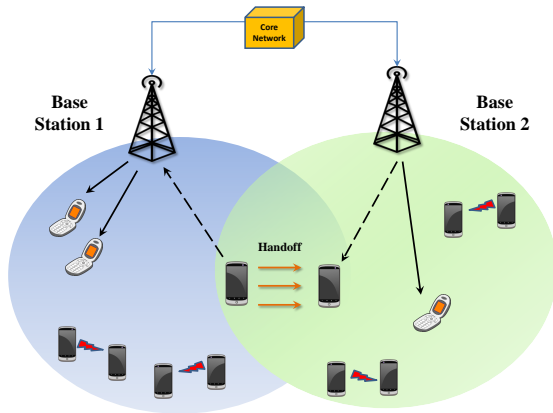 Core
Network
Base
Station 1
Base
Station 2
Handoff